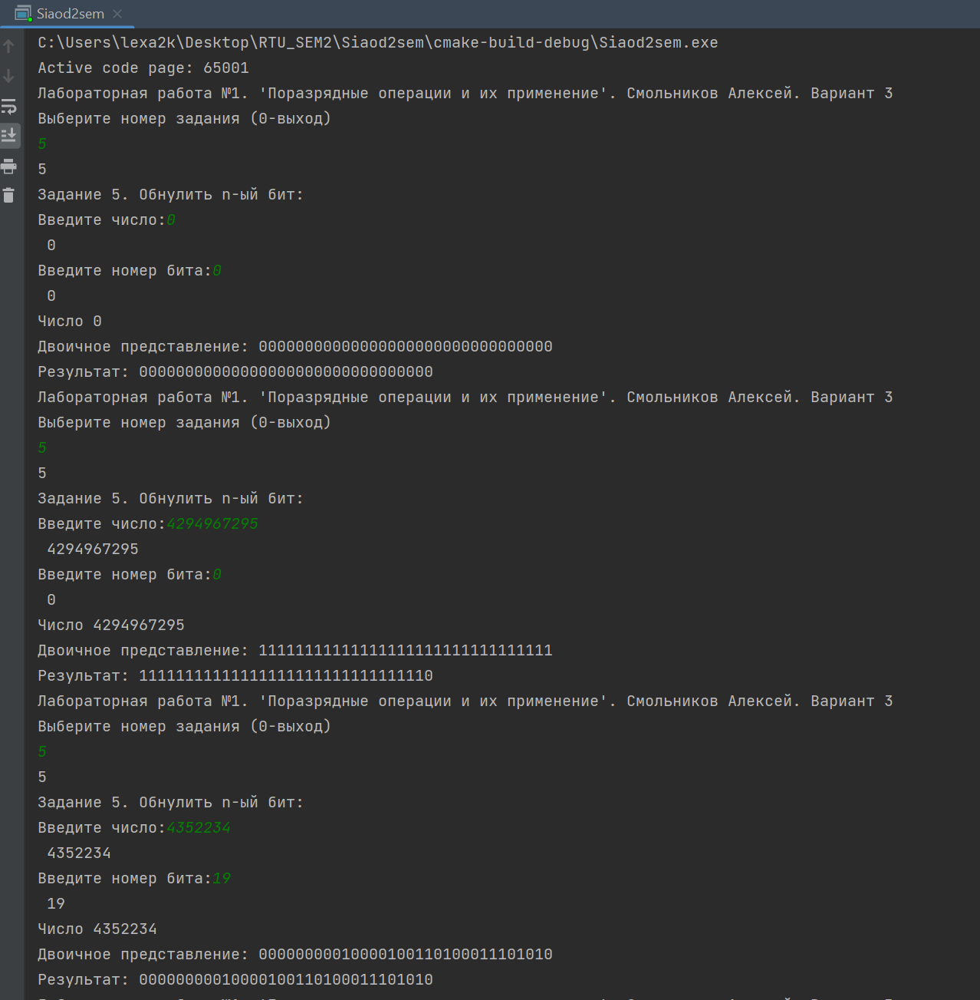 Siaod2sem
C:\Users\lexa2k\Desktop\RTU_SEM2\Siaod2sem\cmake-build-debug\Siaod2sem.exe
Active code page: 65001
Лабораторная работа №1. 'Поразрядные операции и их применение'. Смольников Алексей. Вариант 3
Выберите номер задания (0-выход)
5
5
Задание 5. Обнулить n-ый бит:
Введите число:0
0
Введите номер бита:0
0
Число 0
Двоичное представление: 00000000000000000000000000000000
Результат: 00000000000000000000000000000000
Лабораторная работа №1. 'Поразрядные операции и их применение'. Смольников Алексей. Вариант 3
Выберите номер задания (0-выход)
5
5
Задание 5. Обнулить n-ый бит:
Введите число:4294967295
4294967295
Введите номер бита:0
0
Число 4294967295
Двоичное представление: 11111111111111111111111111111111
Результат: 11111111111111111111111111111110
Лабораторная работа №1. 'Поразрядные операции и их применение'. Смольников Алексей. Вариант 3
Выберите номер задания (0-выход)
5
5
Задание 5. Обнулить n-ый бит:
Введите число:4352234
4352234
Введите номер бита:19
19
Число 4352234
Двоичное представление: 00000000010000100110100011101010
Результат: 00000000010000100110100011101010